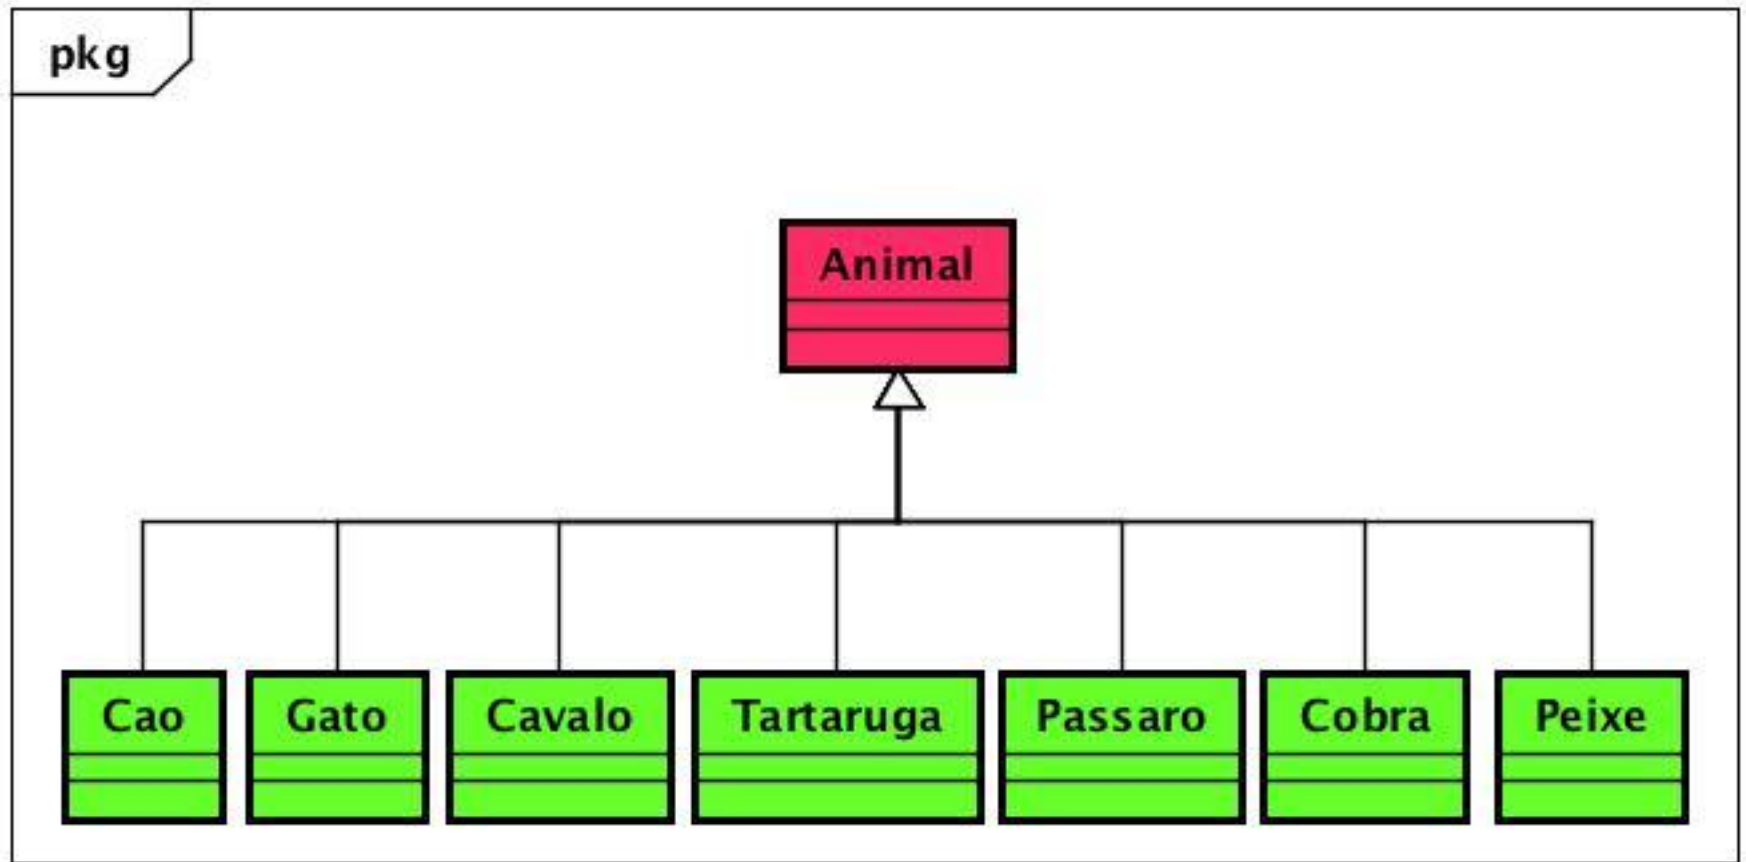 pkg
Animal
Cao
Gato
Cavalo
Tartaruga
Passaro
Cobra
Peixe